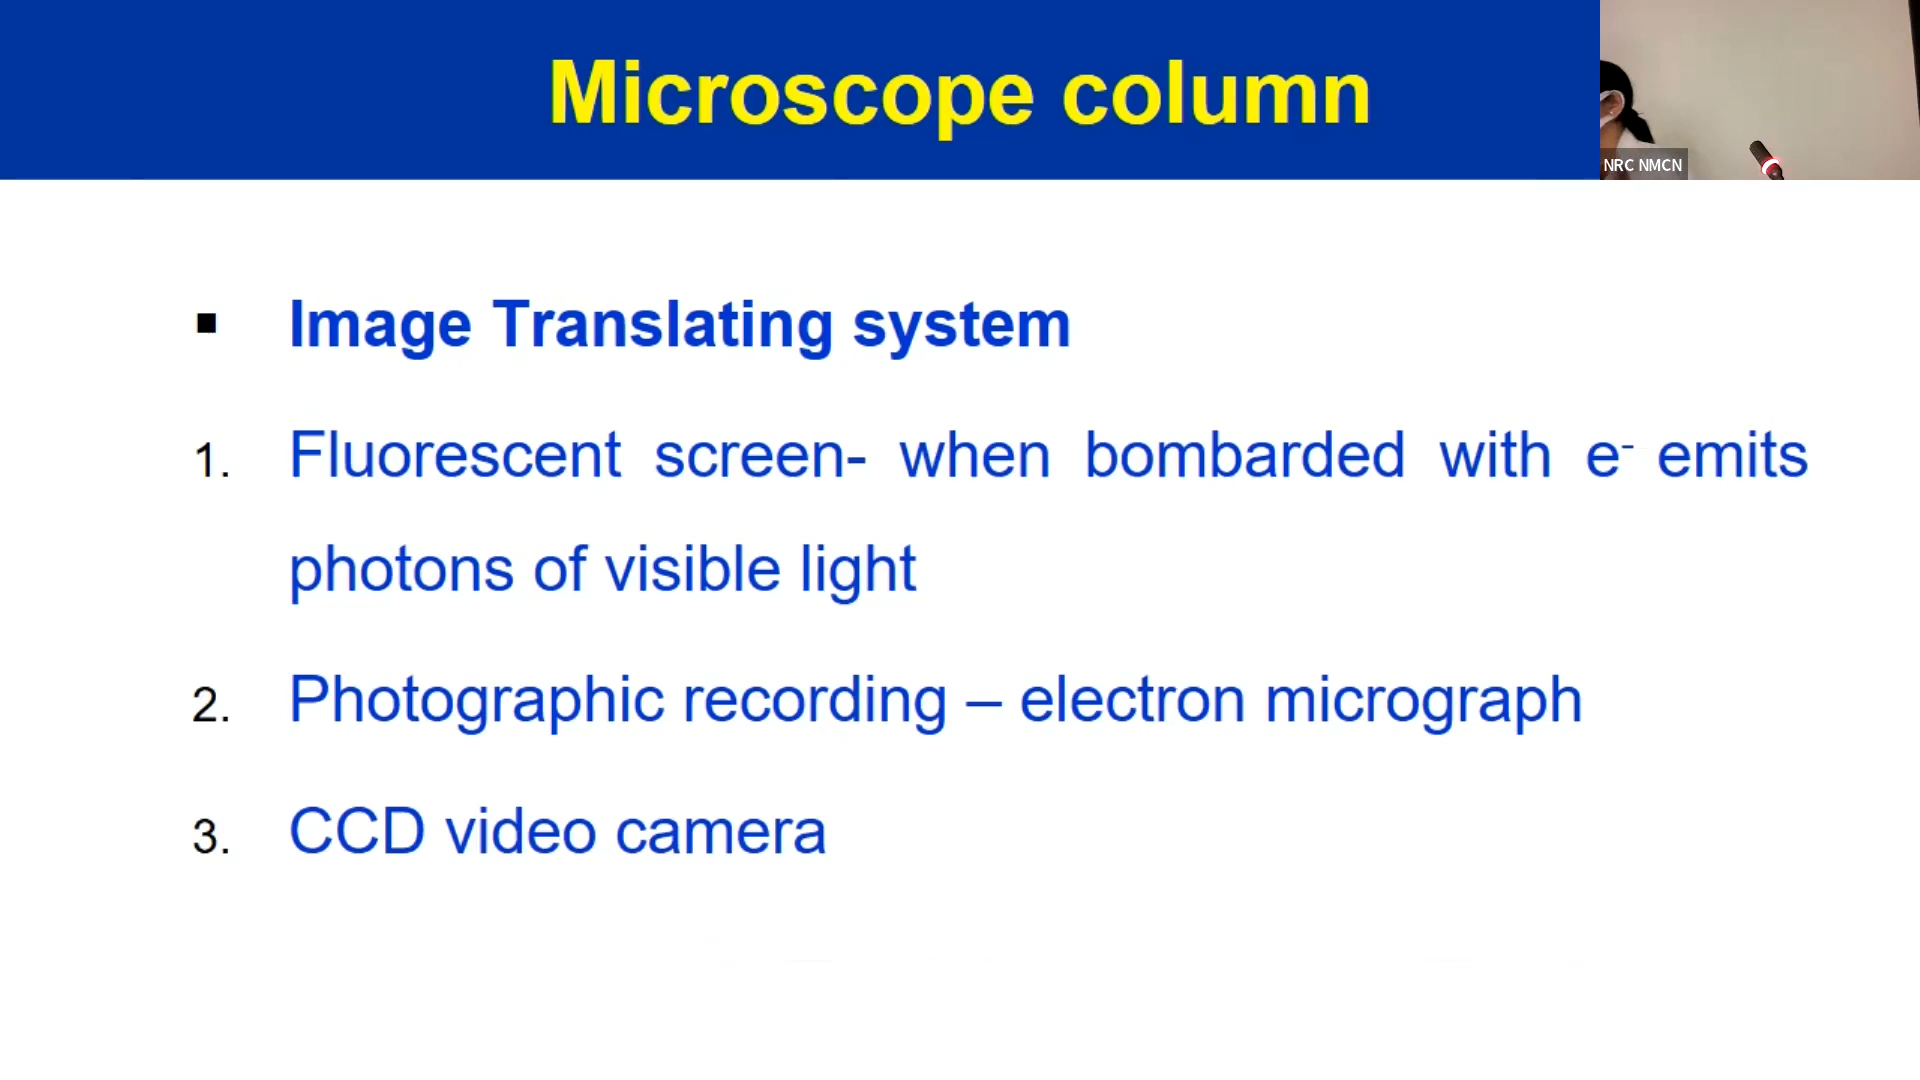 Microscope column
NRC NMCN
▪ Image Translating system
1. Fluorescent screen- when bombarded with e⁻ emits
photons of visible light
2. Photographic recording – electron micrograph
3. CCD video camera